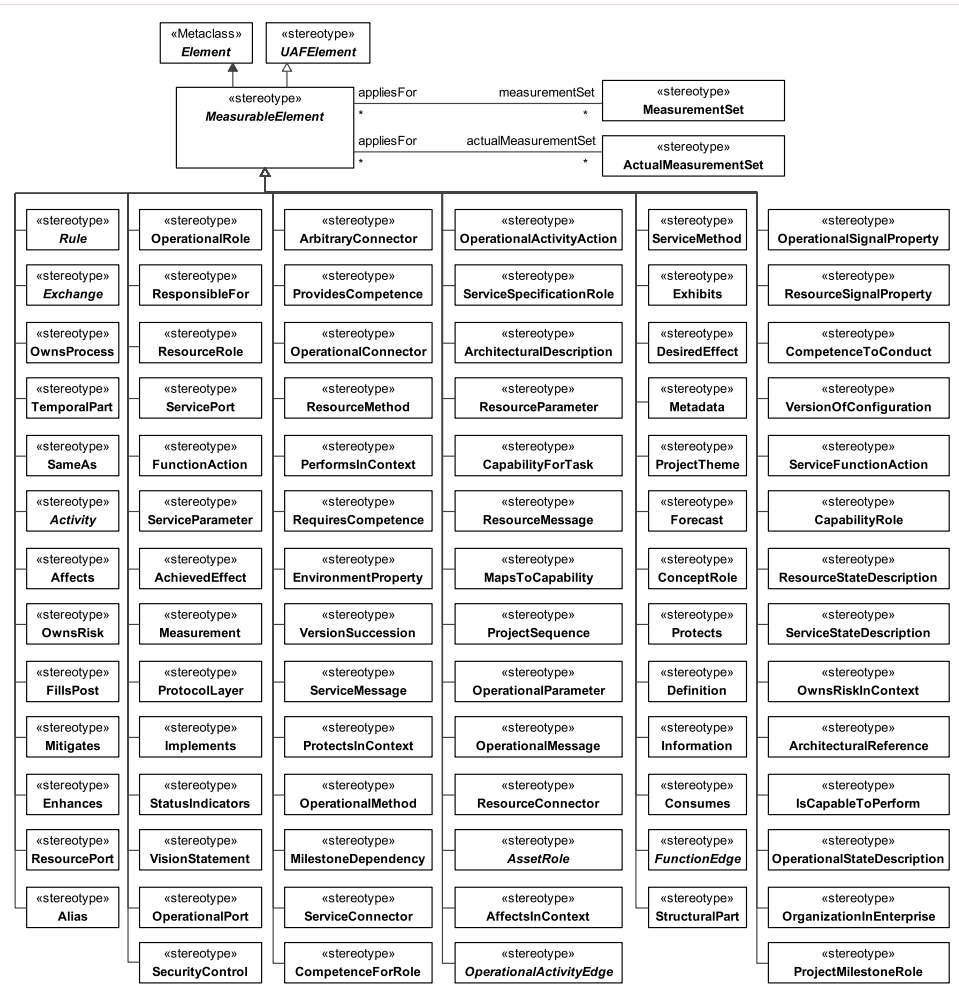 «Metaclass»
Element
«stereotype»
UAFElement
«stereotype»
MeasurableElement
appliesFor
measurementSet
*
*
«stereotype»
MeasurementSet
appliesFor
actualMeasurementSet
*
*
«stereotype»
ActualMeasurementSet
«stereotype»
Rule
«stereotype»
OperationalRole
«stereotype»
ArbitraryConnector
«stereotype»
OperationalActivityAction
«stereotype»
ServiceMethod
«stereotype»
OperationalSignalProperty
«stereotype»
Exchange
«stereotype»
ResponsibleFor
«stereotype»
ProvidesCompetence
«stereotype»
ServiceSpecificationRole
«stereotype»
Exhibits
«stereotype»
ResourceSignalProperty
«stereotype»
OwnsProcess
«stereotype»
ResourceRole
«stereotype»
OperationalConnector
«stereotype»
ArchitecturalDescription
«stereotype»
DesiredEffect
«stereotype»
CompetenceToConduct
«stereotype»
TemporalPart
«stereotype»
ServicePort
«stereotype»
ResourceMethod
«stereotype»
ResourceParameter
«stereotype»
Metadata
«stereotype»
VersionOfConfiguration
«stereotype»
SameAs
«stereotype»
FunctionAction
«stereotype»
PerformsInContext
«stereotype»
CapabilityForTask
«stereotype»
ProjectTheme
«stereotype»
ServiceFunctionAction
«stereotype»
Activity
«stereotype»
ServiceParameter
«stereotype»
RequiresCompetence
«stereotype»
ResourceMessage
«stereotype»
Forecast
«stereotype»
CapabilityRole
«stereotype»
Affects
«stereotype»
AchievedEffect
«stereotype»
EnvironmentProperty
«stereotype»
MapsToCapability
«stereotype»
ConceptRole
«stereotype»
ResourceStateDescription
«stereotype»
OwnsRisk
«stereotype»
Measurement
«stereotype»
VersionSuccession
«stereotype»
ProjectSequence
«stereotype»
Protects
«stereotype»
ServiceStateDescription
«stereotype»
FillsPost
«stereotype»
ProtocolLayer
«stereotype»
ServiceMessage
«stereotype»
OperationalParameter
«stereotype»
Definition
«stereotype»
OwnsRiskInContext
«stereotype»
Mitigates
«stereotype»
Implements
«stereotype»
ProtectsInContext
«stereotype»
OperationalMessage
«stereotype»
Information
«stereotype»
ArchitecturalReference
«stereotype»
Enhances
«stereotype»
StatusIndicators
«stereotype»
OperationalMethod
«stereotype»
ResourceConnector
«stereotype»
Consumes
«stereotype»
IsCapableToPerform
«stereotype»
ResourcePort
«stereotype»
VisionStatement
«stereotype»
MilestoneDependency
«stereotype»
AssetRole
«stereotype»
FunctionEdge
«stereotype»
OperationalStateDescription
«stereotype»
Alias
«stereotype»
OperationalPort
«stereotype»
ServiceConnector
«stereotype»
AffectsInContext
«stereotype»
StructuralPart
«stereotype»
OrganizationInEnterprise
«stereotype»
SecurityControl
«stereotype»
CompetenceForRole
«stereotype»
OperationalActivityEdge
«stereotype»
ProjectMilestoneRole